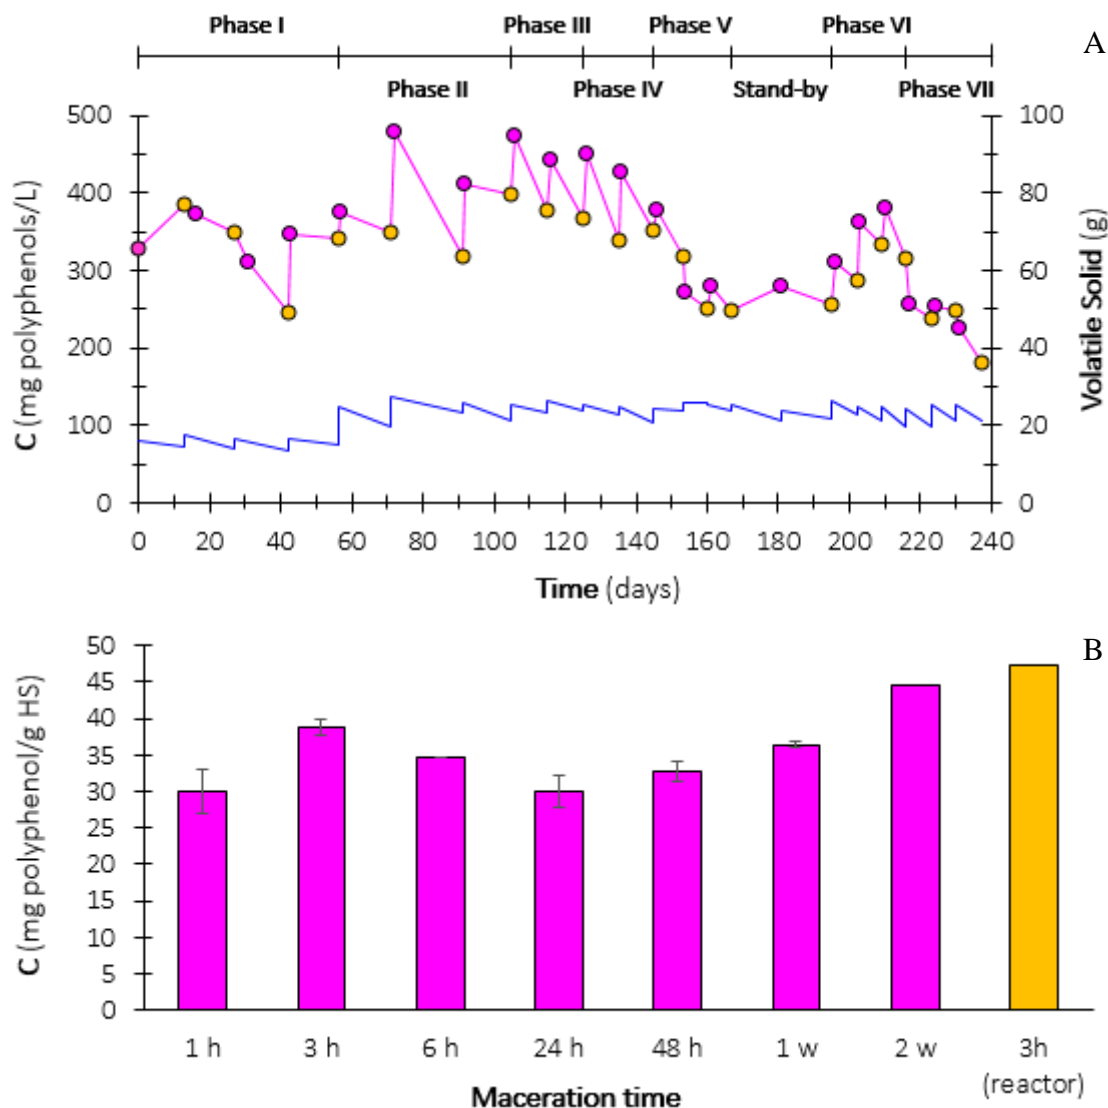 Phase I Phase III Phase V Phase VI A
Phase II Phase IV Stand-by Phase VII
500 100
400 80
300 60
200 40
100 20
0 0
C (mg polyphenols/L)
Volatile Solid (g)
0 20 40 60 80 100 120 140 160 180 200 220 240
Time (days)
B
50
45
40
35
30
25
20
15
10
5
0
C (mg polyphenol/g HS)
1 h 3 h 6 h 24 h 48 h 1 w 2 w 3h
(reactor)
Maceration time